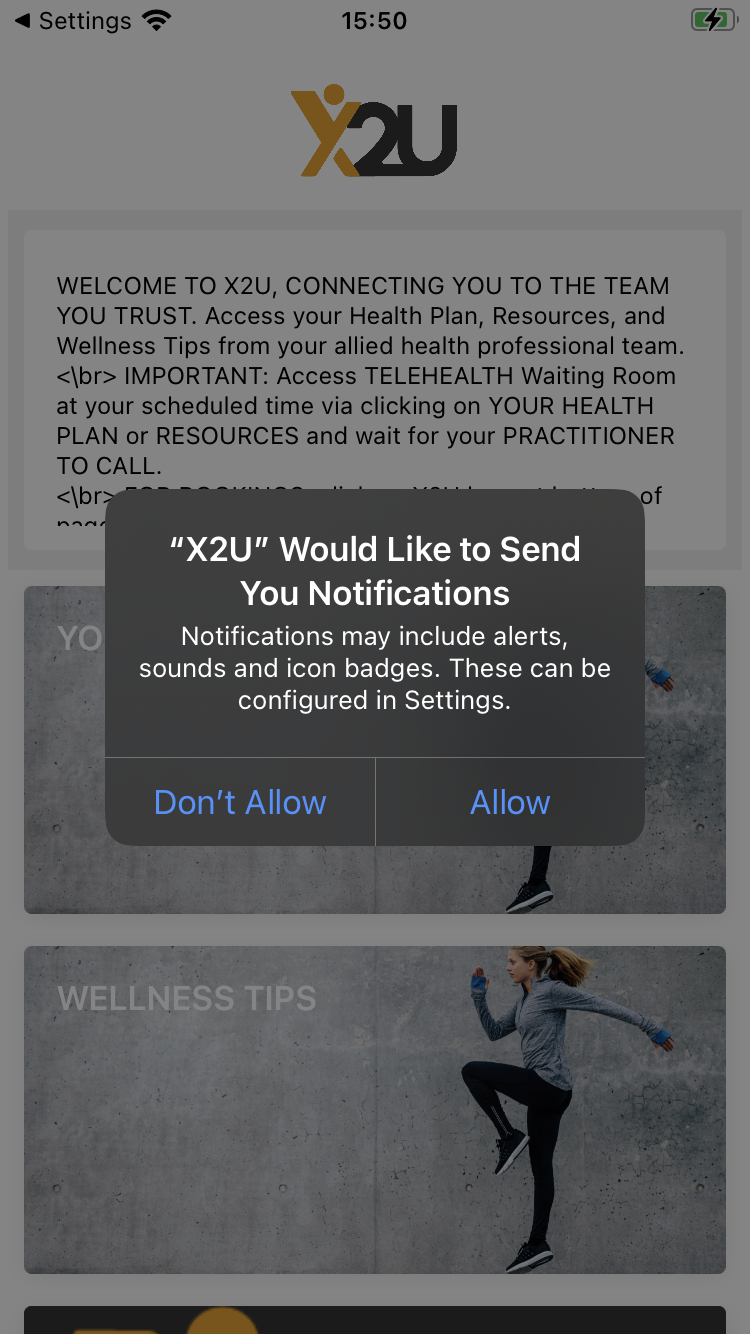 Settings
15:50
X2U
WELCOME TO X2U, CONNECTING YOU TO THE TEAM
YOU TRUST. Access your Health Plan, Resources, and
Wellness Tips from your allied health professional team.
<\br> IMPORTANT: Access TELEHEALTH Waiting Room
at your scheduled time via clicking on YOUR HEALTH
PLAN or RESOURCES and wait for your PRACTITIONER
TO CALL.
<\br> of
“X2U” Would Like to Send
You Notifications
Notifications may include alerts,
sounds and icon badges. These can be
configured in Settings.
Don’t Allow
Allow
YO
WELLNESS TIPS